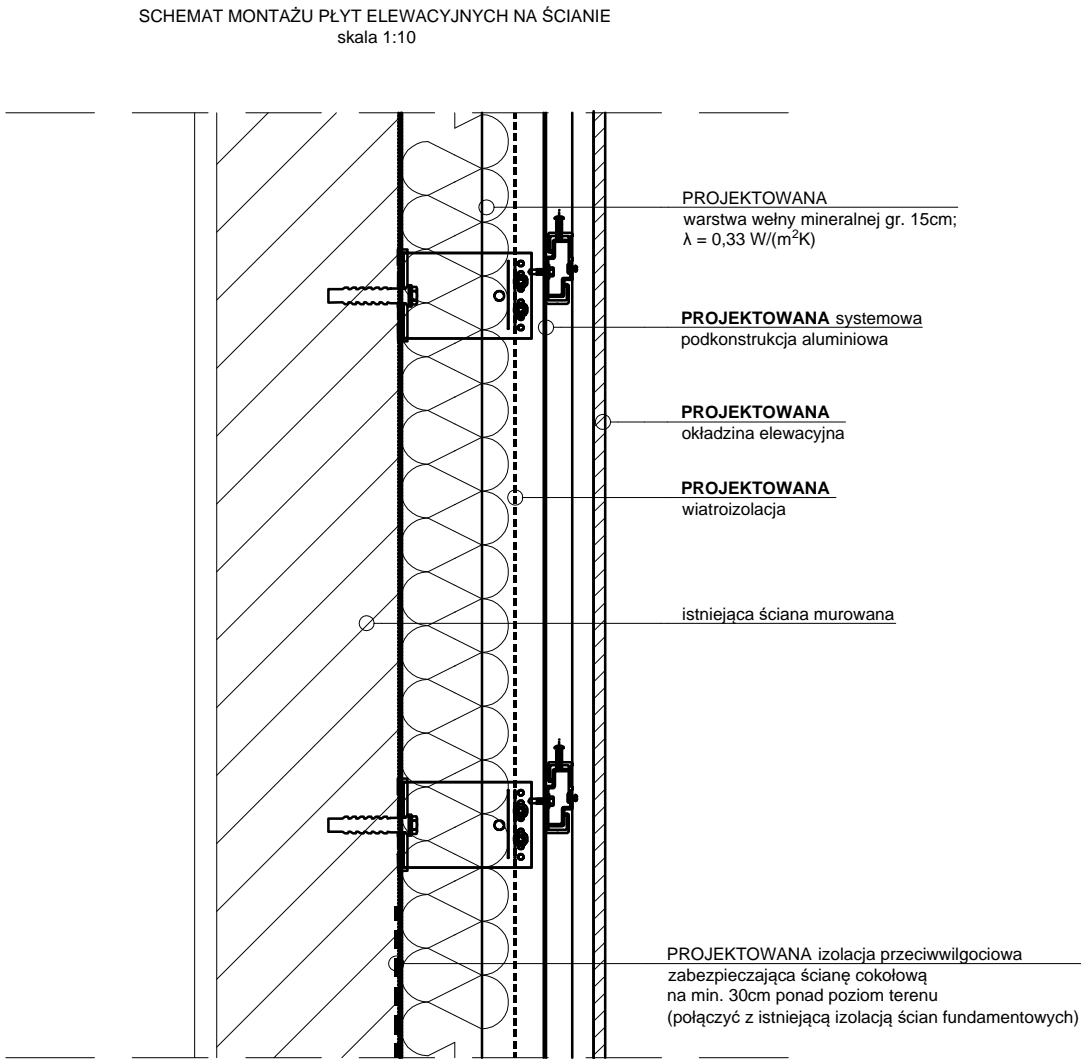 SCHEMAT MONTAŻU PŁYT ELEWACYJNYCH NA ŚCIANIE
skala 1:10
PROJEKTOWANA
warstwa wełny mineralnej gr. 15cm;
λ = 0,33 W/(m²K)
PROJEKTOWANA systemowa
podkonstrukcja aluminiowa
PROJEKTOWANA
okładzina elewacyjna
PROJEKTOWANA
wiatroizolacja
istniejąca ściana murowana
PROJEKTOWANA izolacja przeciwwilgociowa
zabezpieczająca ścianę cokołową
na min. 30cm ponad poziom terenu
(połączyć z istniejącą izolacją ścian fundamentowych)